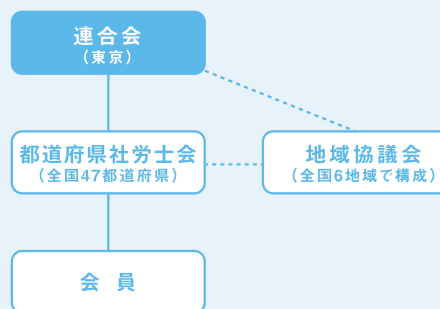 連合会
（東京）
都道府県社労士会
（全国47都道府県）
地域協議会
（全国6地域で構成）
会 員